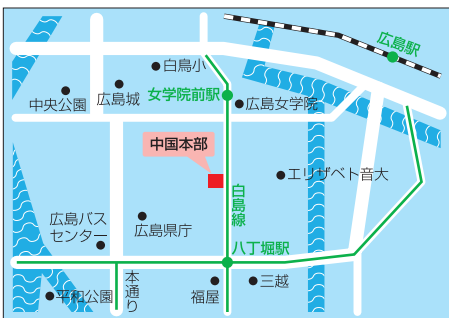 広島駅
白鳥小
中央公園
広島城
女学院前駅
広島女学院
中国本部
エリザベト音大
白島線
広島バス
センター
広島県庁
八丁堀駅
平和公園
本通り
福屋
三越